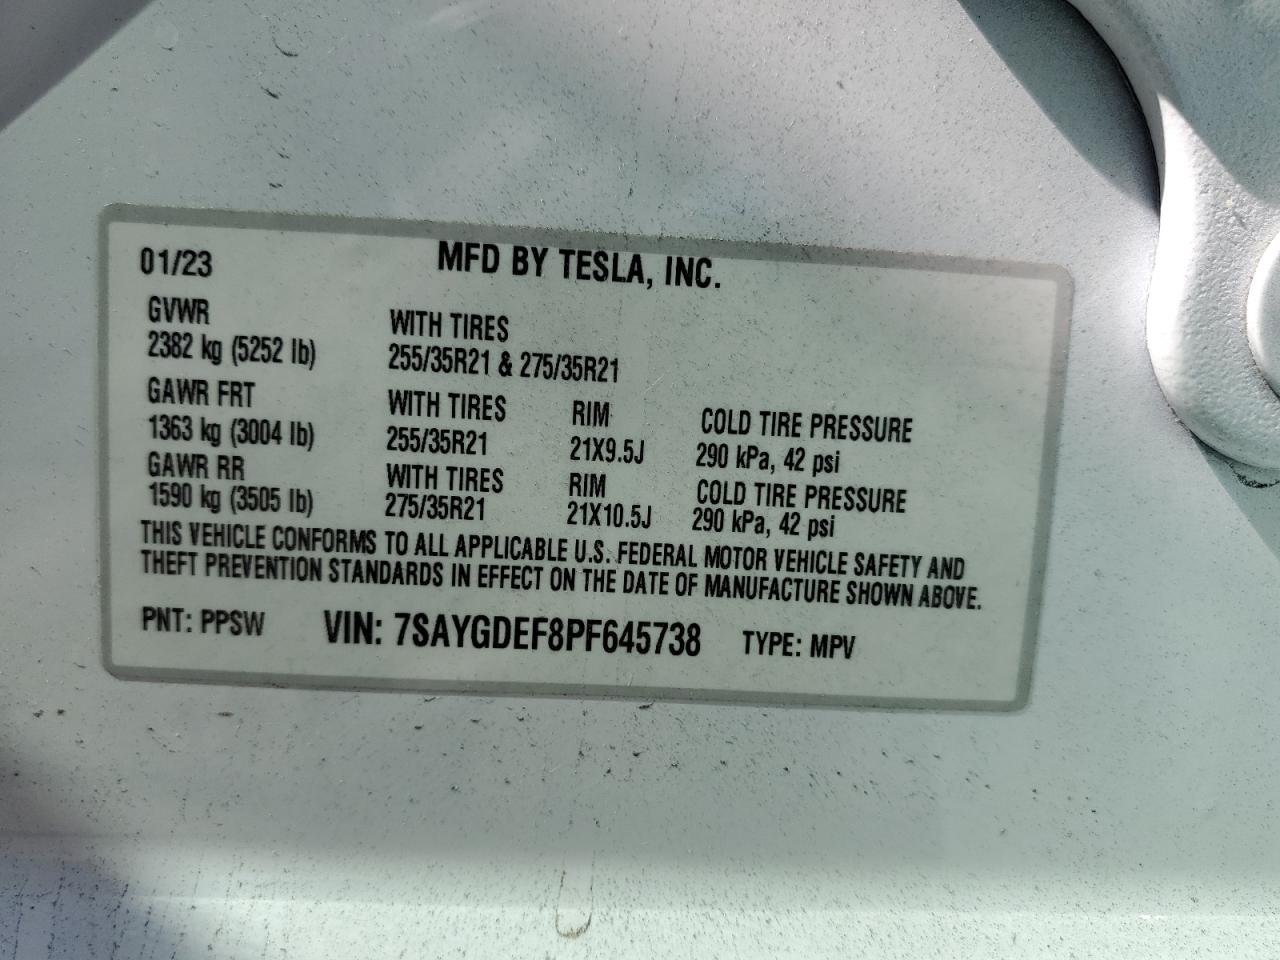 01/23 MFD BY TESLA, INC.
GVWR WITH TIRES
2382 kg (5252 lb) 255/35R21 & 275/35R21
GAWR FRT WITH TIRES RIM COLD TIRE PRESSURE
1363 kg (3004 lb) 255/35R21 21X9.5J 290 kPa, 42 psi
GAWR RR WITH TIRES RIM COLD TIRE PRESSURE
1590 kg (3505 lb) 275/35R21 21X10.5J 290 kPa, 42 psi
THIS VEHICLE CONFORMS TO ALL APPLICABLE U.S. FEDERAL MOTOR VEHICLE SAFETY AND
THEFT PREVENTION STANDARDS IN EFFECT ON THE DATE OF MANUFACTURE SHOWN ABOVE.
PNT: PPSW VIN: 7SAYGDEF8PF645738 TYPE: MPV